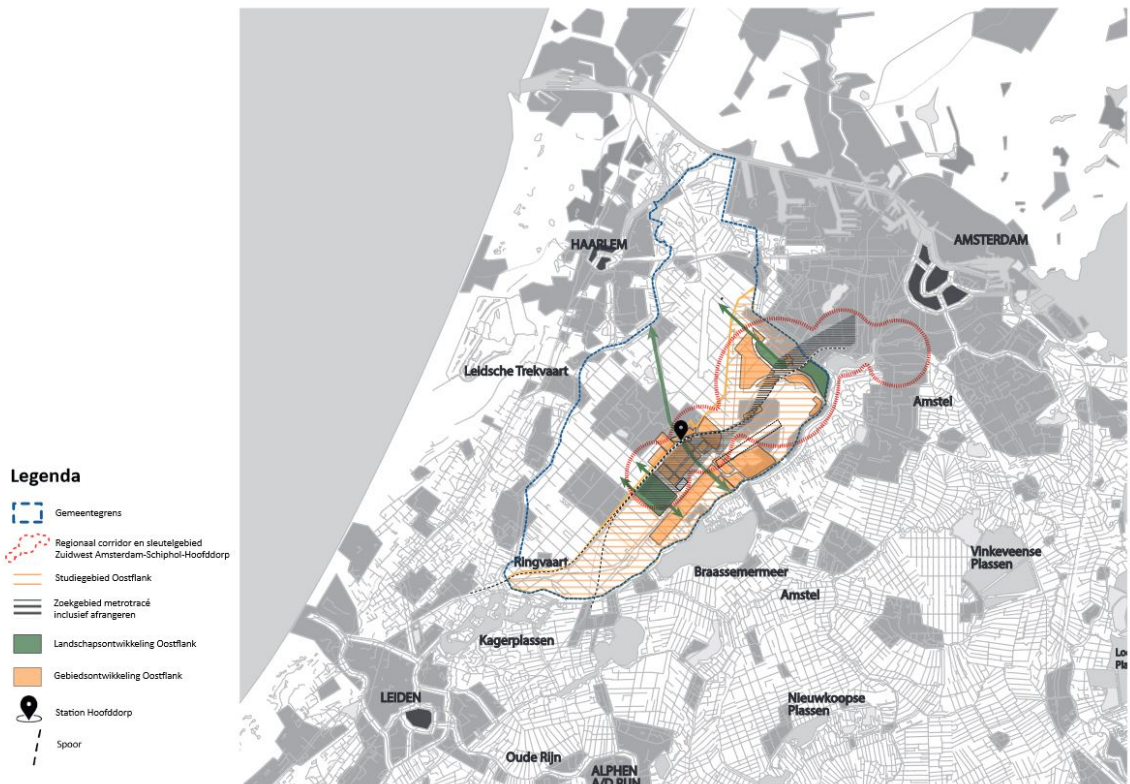 HAARLEM
AMSTERDAM
Leidsche Trekvaart
Amstel
Ringvaart
Braassemermeer
Amstel
Vinkeveense
Plassen
Kagerplassen
LEIDEN
Nieuwkoopse
Plassen
Oude Rijn
ALPHEN
A/D RIJN
Legenda
Gemeentegrens
Regionaal corridor en sleutelgebied
Zuidwest Amsterdam-Schiphol-Hoofddorp
Studiegebied Oostflank
Zoekgebied metrotracé
inclusief afrangeren
Landschapsontwikkeling Oostflank
Gebiedsontwikkeling Oostflank
Station Hoofddorp
Spoor